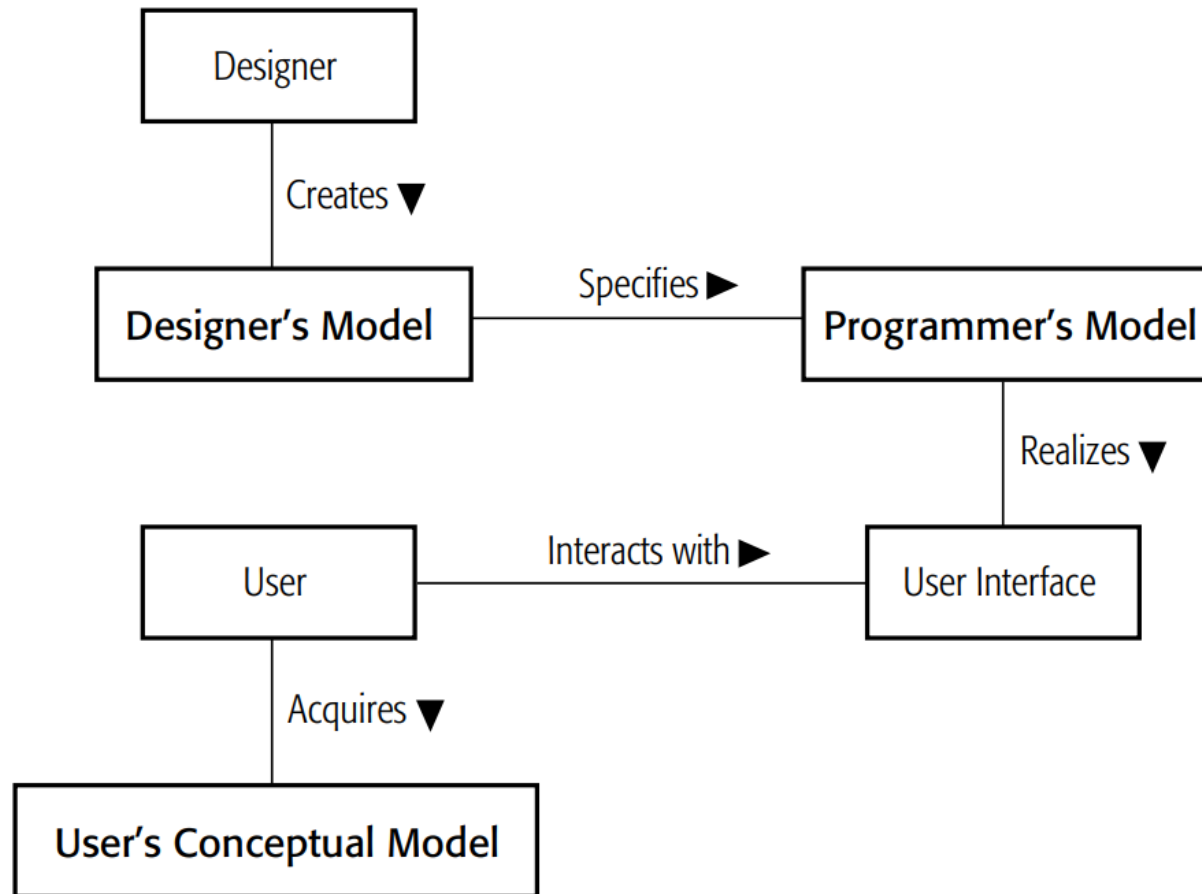 Designer
Creates ▼
Specifies ►
Designer’s Model
Programmer’s Model
Realizes ▼
Interacts with ►
User
User Interface
Acquires ▼
User’s Conceptual Model